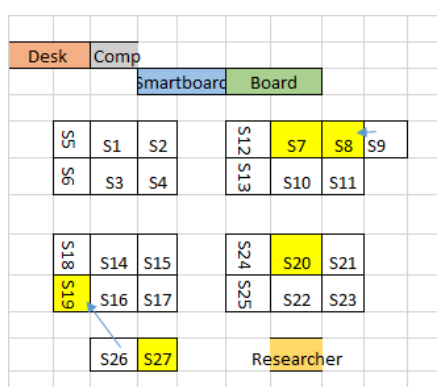 Desk Comp
Smartboard Board
S5 S1 S2 S12 S7 S8 S9
S6 S3 S4 S13 S10 S11
S18 S14 S15 S24 S20 S21
S19 S16 S17 S25 S22 S23
S26 S27 Researcher